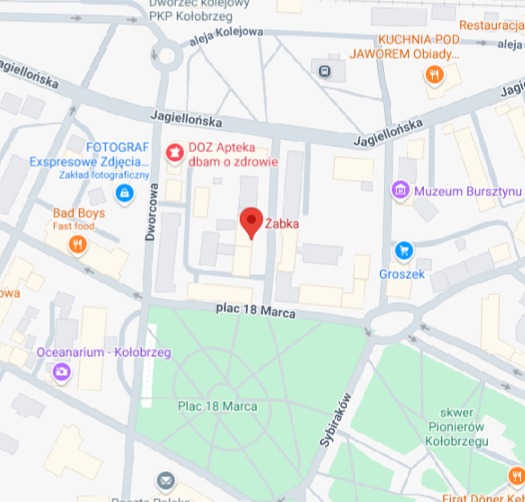 Dworzec kolejowy
PKP Kołobrzeg
aleja Kolejowa
Restauracja
KUCHNIA POD
JAWOREM Obiady...
aleja
Jagiellońska
Jagiellońska
Jagiellońska
Jagiellońska
FOTOGRAF
Expresowe Zdjęcia...
Zakład fotograficzny
DOZ Apteka
dbam o zdrowie
Muzeum Bursztynu
Dworcowa
Bad Boys
Fast food
Żabka
Groszek
owa
plac 18 Marca
Oceanarium - Kołobrzeg
Plac 18 Marca
Sybiraków
skwer
Pionierów
Kołobrzegu
Firat Döner Keb
Poczta Polska